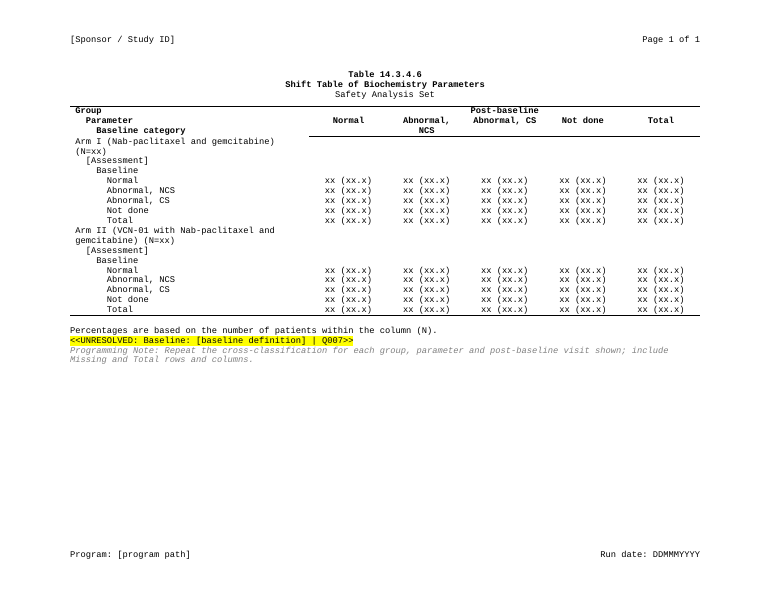 [Sponsor / Study ID] Page 1 of 1
Table 14.3.4.6
Shift Table of Biochemistry Parameters
Safety Analysis Set
Group Post-baseline
Parameter Normal Abnormal, Abnormal, CS Not done Total
Baseline category NCS
Arm I (Nab-paclitaxel and gemcitabine)
(N=xx)
[Assessment]
Baseline
Normal xx (xx.x) xx (xx.x) xx (xx.x) xx (xx.x) xx (xx.x)
Abnormal, NCS xx (xx.x) xx (xx.x) xx (xx.x) xx (xx.x) xx (xx.x)
Abnormal, CS xx (xx.x) xx (xx.x) xx (xx.x) xx (xx.x) xx (xx.x)
Not done xx (xx.x) xx (xx.x) xx (xx.x) xx (xx.x) xx (xx.x)
Total xx (xx.x) xx (xx.x) xx (xx.x) xx (xx.x) xx (xx.x)
Arm II (VCN-01 with Nab-paclitaxel and
gemcitabine) (N=xx)
[Assessment]
Baseline
Normal xx (xx.x) xx (xx.x) xx (xx.x) xx (xx.x) xx (xx.x)
Abnormal, NCS xx (xx.x) xx (xx.x) xx (xx.x) xx (xx.x) xx (xx.x)
Abnormal, CS xx (xx.x) xx (xx.x) xx (xx.x) xx (xx.x) xx (xx.x)
Not done xx (xx.x) xx (xx.x) xx (xx.x) xx (xx.x) xx (xx.x)
Total xx (xx.x) xx (xx.x) xx (xx.x) xx (xx.x) xx (xx.x)
Percentages are based on the number of patients within the column (N).
<<UNRESOLVED: Baseline: [baseline definition] | Q007>>
Programming Note: Repeat the cross-classification for each group, parameter and post-baseline visit shown; include
Missing and Total rows and columns.
Program: [program path] Run date: DDMMMYYYY